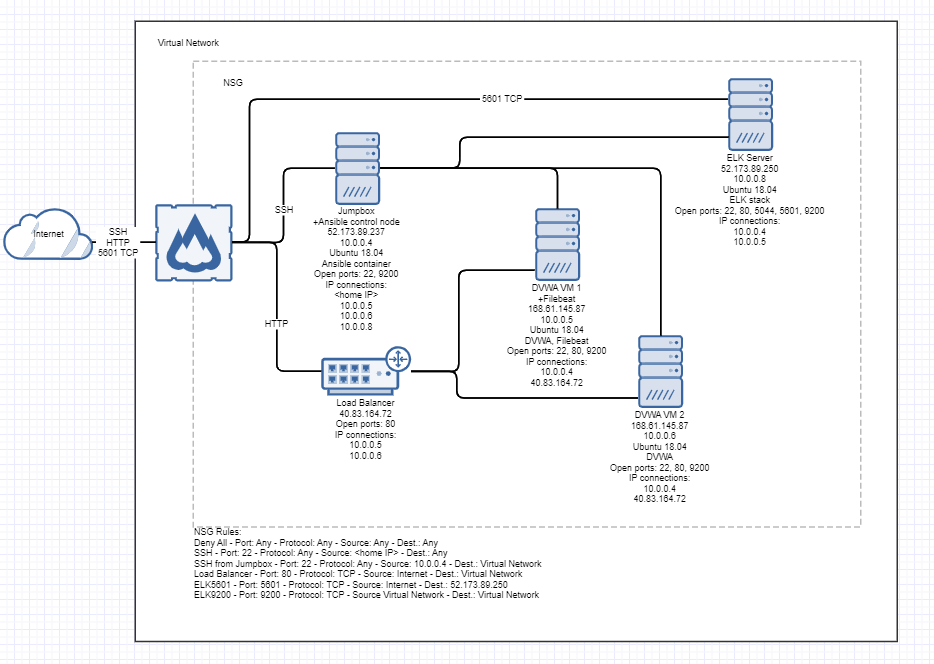 Virtual Network
NSG
5601 TCP
ELK Server
52.173.89.250
10.0.0.8
Ubuntu 18.04
ELK stack
Open ports: 22, 80, 5044, 5601, 9200
IP connections:
10.0.0.4
10.0.0.5
SSH
Jumpbox
+Ansible control node
52.173.89.237
10.0.0.4
Ubuntu 18.04
Ansible container
Open ports: 22, 9200
IP connections:
<home IP>
10.0.0.5
10.0.0.6
10.0.0.8
Internet
SSH
HTTP
5601 TCP
HTTP
DVWA VM 1
+Filebeat
168.61.145.87
10.0.0.5
Ubuntu 18.04
DVWA, Filebeat
Open ports: 22, 80, 9200
IP connections:
10.0.0.4
40.83.164.72
Load Balancer
40.83.164.72
Open ports: 80
IP connections:
10.0.0.5
10.0.0.6
DVWA VM 2
168.61.145.87
10.0.0.6
Ubuntu 18.04
DVWA
Open ports: 22, 80, 9200
IP connections:
10.0.0.4
40.83.164.72
NSG Rules:
Deny All - Port: Any - Protocol: Any - Source: Any - Dest.: Any
SSH - Port: 22 - Protocol: Any - Source: <home IP> - Dest.: Any
SSH from Jumpbox - Port: 22 - Protocol: Any - Source: 10.0.0.4 - Dest.: Virtual Network
Load Balancer - Port: 80 - Protocol: TCP - Source: Internet - Dest.: Virtual Network
ELK5601 - Port: 5601 - Protocol: TCP - Source: Internet - Dest.: 52.173.89.250
ELK9200 - Port: 9200 - Protocol: TCP - Source Virtual Network - Dest.: Virtual Network